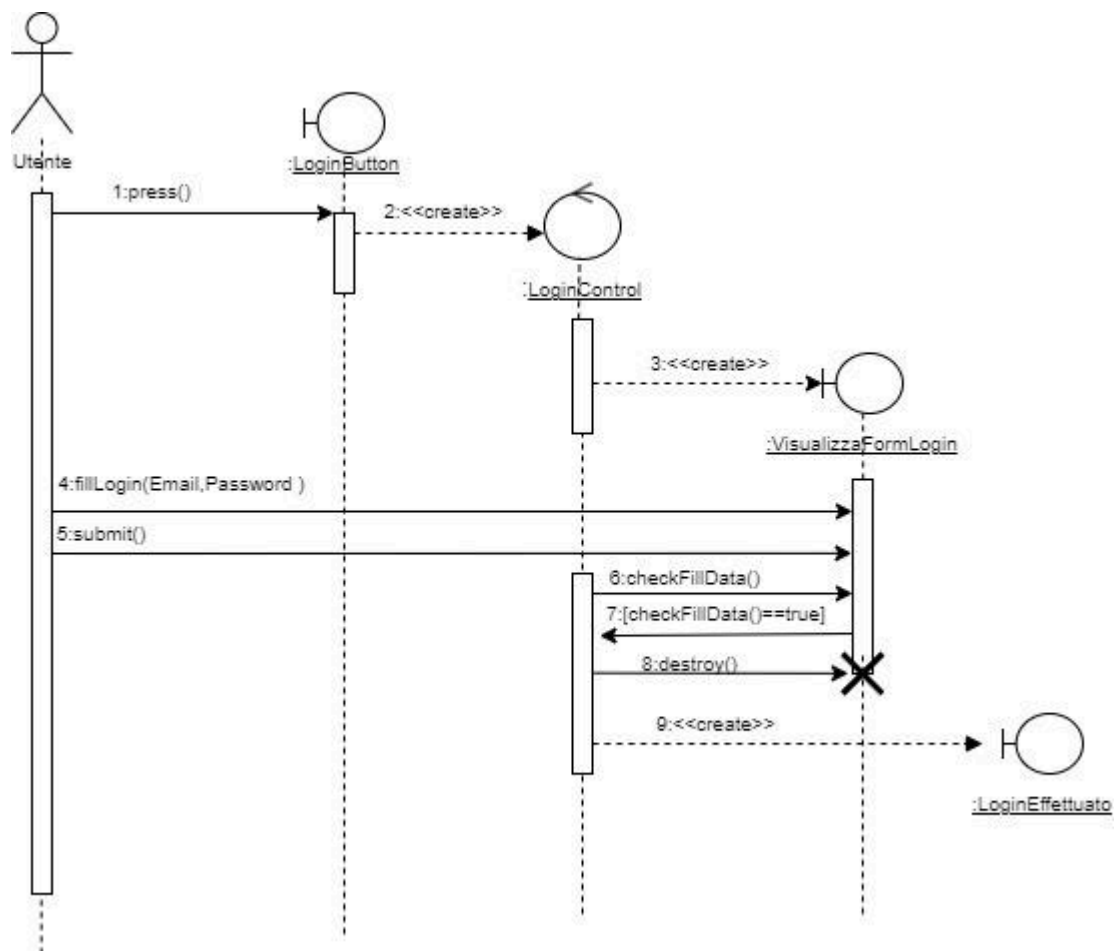 Utente
:LoginButton
1:press()
2:<<create>>
:LoginControl
3:<<create>>
:VisualizzaFormLogin
4:fillLogin(Email,Password )
5:submit()
6:checkFillData()
7:[checkFillData()==true]
8:destroy()
9:<<create>>
:LoginEffettuato